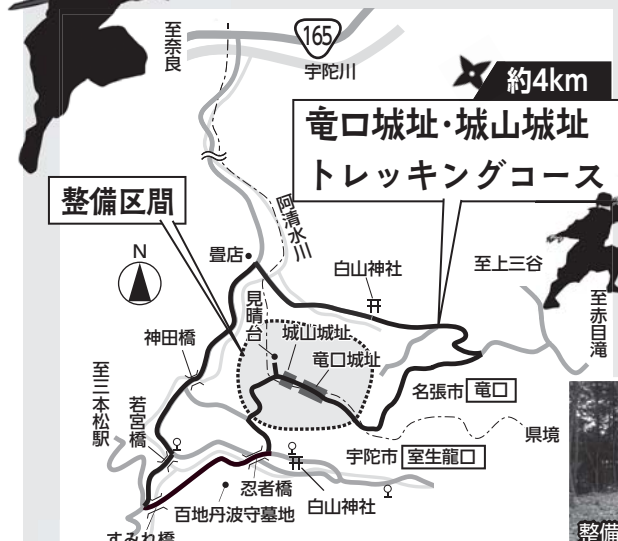 165
至奈良
宇陀川
約4km
竜口城址・城山城址
トレッキングコース
整備区間
阿清水川
N
畳店
白山神社
至上三谷
見晴台
城山城址
至赤目滝
神田橋
竜口城址
至三本松駅
名張市 竜口
若宮橋
県境
宇陀市 室生龍口
忍者橋
白山神社
百地丹波守墓地
すみれ橋
整備